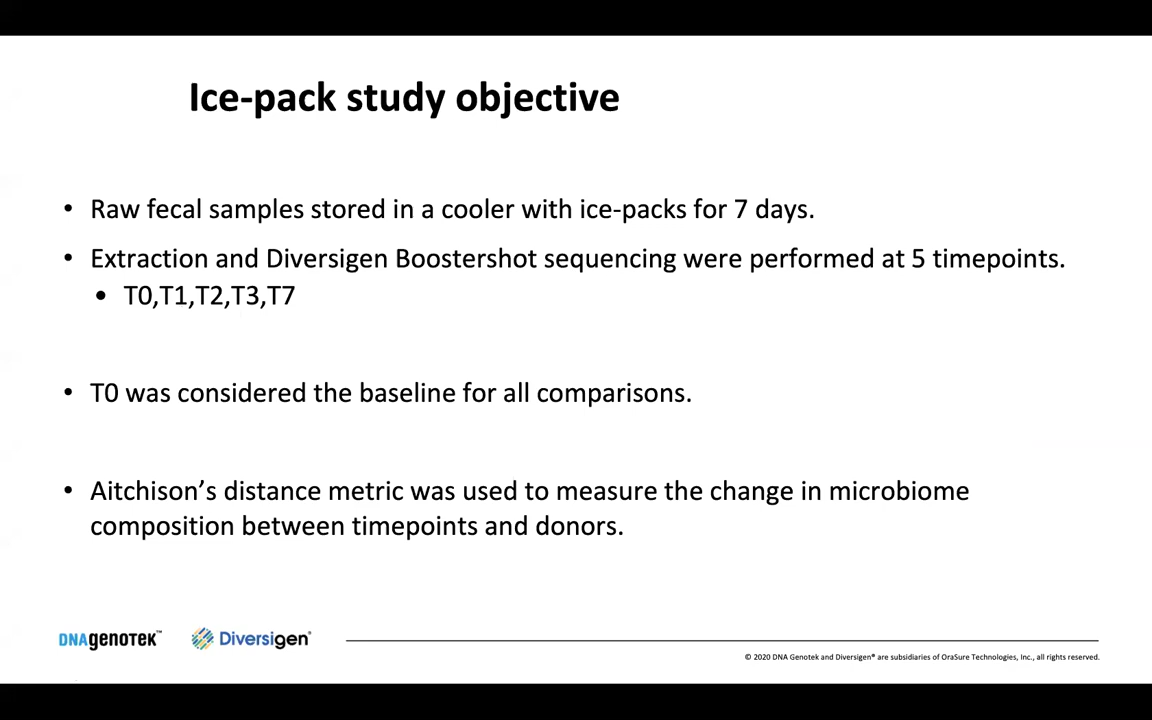 Ice-pack study objective
• Raw fecal samples stored in a cooler with ice-packs for 7 days.
• Extraction and Diversigen Boostershot sequencing were performed at 5 timepoints.
• T0,T1,T2,T3,T7
• T0 was considered the baseline for all comparisons.
• Aitchison’s distance metric was used to measure the change in microbiome
composition between timepoints and donors.
DNAgenotek™ Diversigen®
© 2020 DNA Genotek and Diversigen® are subsidiaries of OraSure Technologies, Inc., all rights reserved.